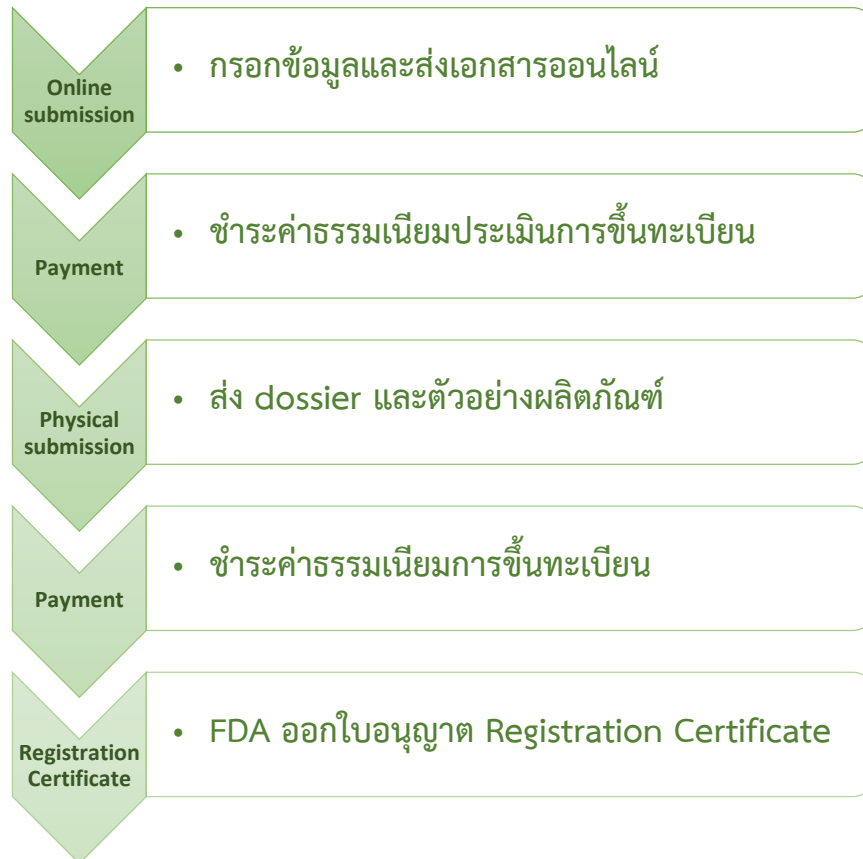 Online
submission
• กรอกข้อมูลและส่งเอกสารออนไลน์
Payment
• ชำระค่าธรรมเนียมประเมินการขึ้นทะเบียน
Physical
submission
• ส่ง dossier และตัวอย่างผลิตภัณฑ์
Payment
• ชำระค่าธรรมเนียมการขึ้นทะเบียน
Registration
Certificate
• FDA ออกใบอนุญาต Registration Certificate